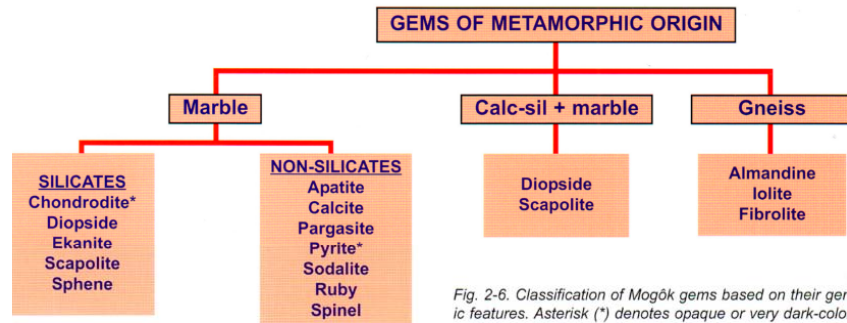 GEMS OF METAMORPHIC ORIGIN
Marble
Calc-sil + marble
Gneiss
SILICATES
Chondrodite*
Diopside
Ekanite
Scapolite
Sphene
NON-SILICATES
Apatite
Calcite
Pargasite
Pyrite*
Sodalite
Ruby
Spinel
Diopside
Scapolite
Almandine
Iolite
Fibrolite
Fig. 2-6. Classification of Mogôk gems based on their gen
ic features. Asterisk (*) denotes opaque or very dark-colo